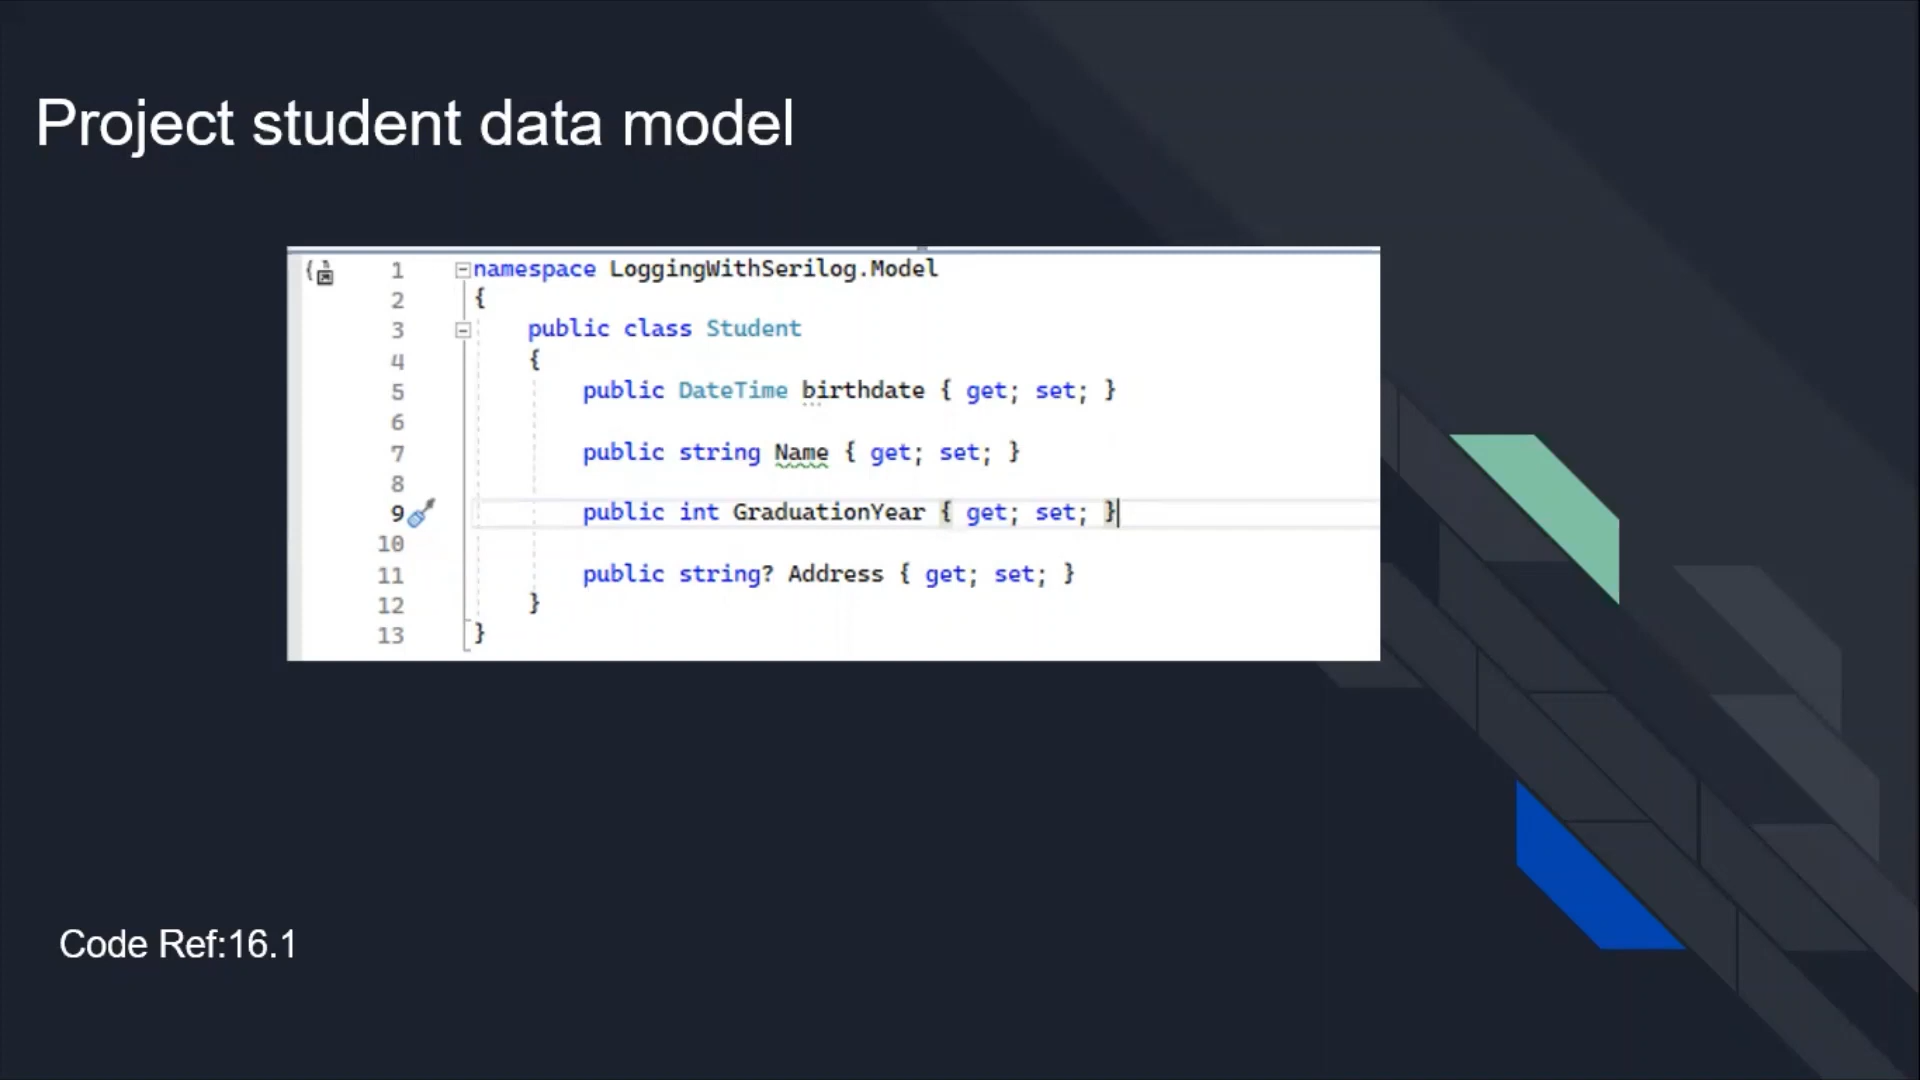 Project student data model
1 namespace LoggingWithSerilog.Model
2 {
3 public class Student
4 {
5 public DateTime birthdate { get; set; }
6
7 public string Name { get; set; }
8
9 public int GraduationYear { get; set; }
10
11 public string? Address { get; set; }
12 }
13 }
Code Ref:16.1